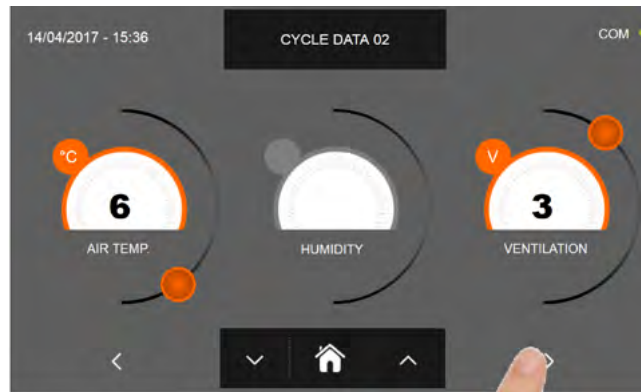 14/04/2017 - 15:36
CYCLE DATA 02
COM
°C
V
6
3
AIR TEMP.
HUMIDITY
VENTILATION